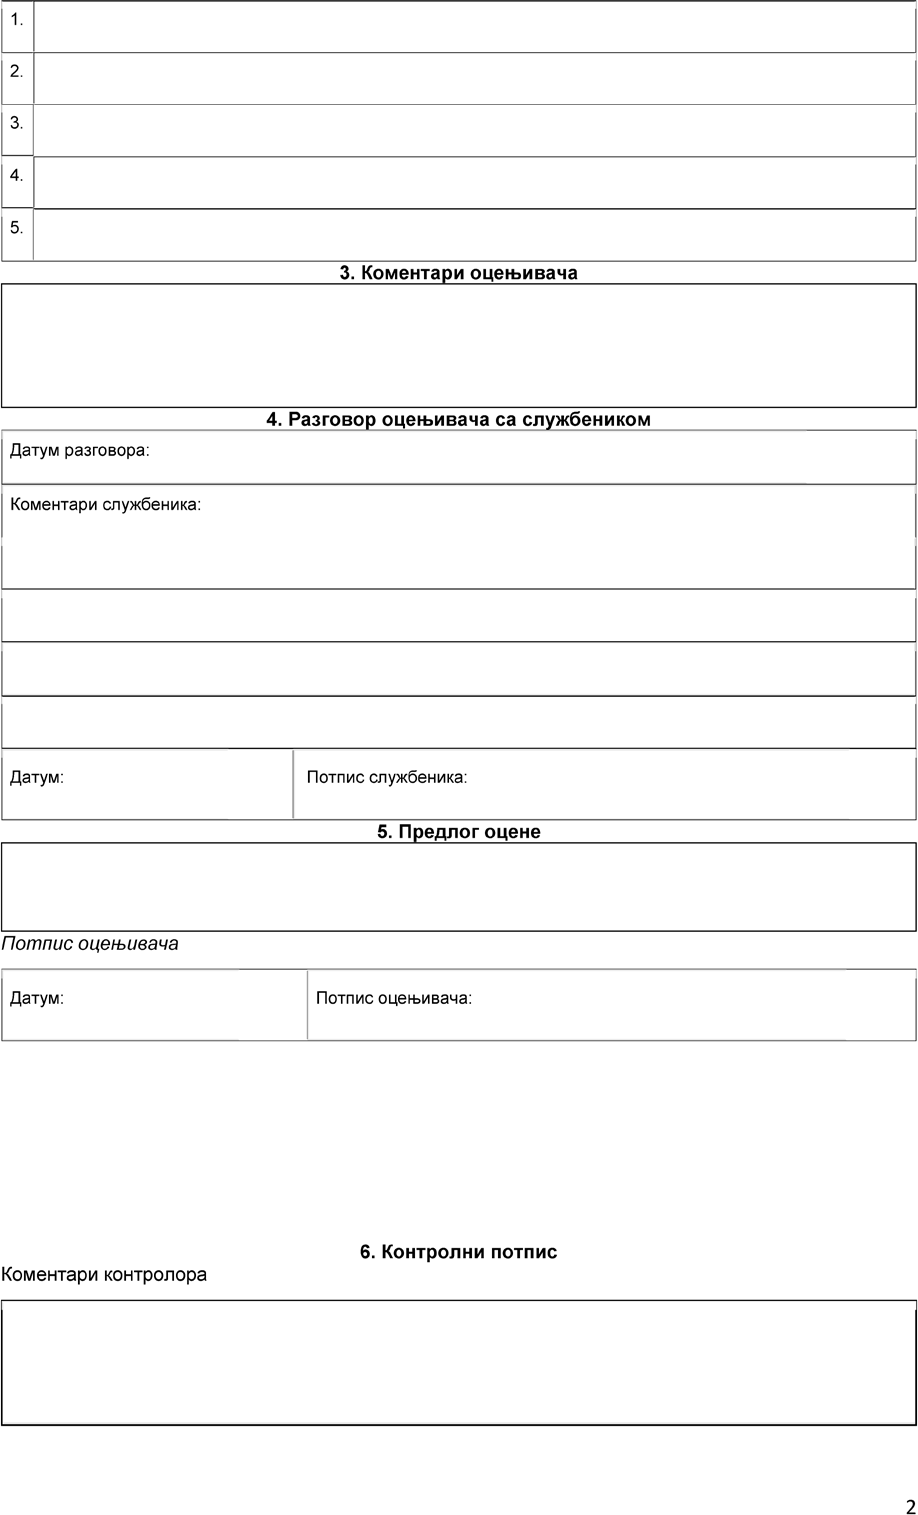 1.
2.
3.
4.
5.
3. Коментари оцењивача
4. Разговор оцењивача са службеником
Датум разговора:
Коментари службеника:
Датум: Потпис службеника:
5. Предлог оцене
Потпис оцењивача
Датум: Потпис оцењивача:
6. Контролни потпис
Коментари контролора
2